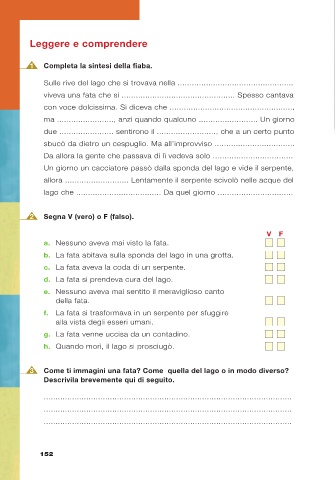 Leggere e comprendere
1 Completa la sintesi della fiaba.
Sulle rive del lago che si trovava nella .................................................
viveva una fata che si ................................................ Spesso cantava
con voce dolcissima. Si diceva che .....................................................,
ma ........................, anzi quando qualcuno ......................... Un giorno
due ....................... sentirono il .........................., che a un certo punto
sbucò da dietro un cespuglio. Ma all'improvviso ..................................
Da allora la gente che passava di lì vedeva solo ..................................
Un giorno un cacciatore passò dalla sponda del lago e vide il serpente,
allora ........................... Lentamente il serpente scivolò nelle acque del
lago che .................................... Da quel giorno ................................
2 Segna V (vero) o F (falso).
V F
a. Nessuno aveva mai visto la fata.
b. La fata abitava sulla sponda del lago in una grotta.
c. La fata aveva la coda di un serpente.
d. La fata si prendeva cura del lago.
e. Nessuno aveva mai sentito il meraviglioso canto
della fata.
f. La fata si trasformava in un serpente per sfuggire
alla vista degli esseri umani.
g. La fata venne uccisa da un contadino.
h. Quando morì, il lago si prosciugò.
3 Come ti immagini una fata? Come quella del lago o in modo diverso?
Descrivila brevemente qui di seguito.
.........................................................................................................
.........................................................................................................
.........................................................................................................
152